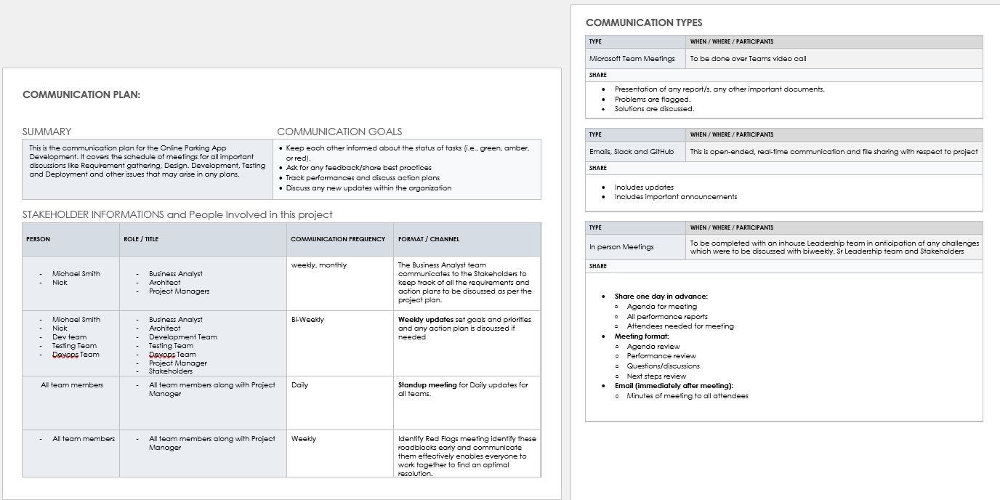 COMMUNICATION PLAN:
SUMMARY
COMMUNICATION GOALS
This is the communication plan for the Online Parking App
Development. It covers the schedule of meetings for all important
discussions like Requirement gathering, Design. Development, Testing
and Deployment and other issues that may arise in any plans.
• Keep each other informed about the status of tasks (i.e., green, amber,
or red).
• Ask for any feedback/share best practices
• Track performances and discuss action plans
• Discuss any new updates within the organization
STAKEHOLDER INFORMATIONS and People Involved in this project
PERSON
ROLE / TITLE
COMMUNICATION FREQUENCY
FORMAT / CHANNEL
- Michael Smith
- Nick
- Business Analyst
- Architect
- Project Managers
weekly, monthly
The Business Analyst team
communicates to the Stakeholders to
keep track of all the requirements and
action plans to be discussed as per the
project plan.
- Michael Smith
- Nick
- Dev team
- Testing Team
- Devops Team
- Business Analyst
- Architect
- Development Team
- Testing Team
- Devops Team
- Project Manager
- Stakeholders
Bi-Weekly
Weekly updates set goals and priorities
and any action plan is discussed if
needed
All team members
- All team members along with Project
Manager
Daily
Standup meeting for Daily updates for
all teams.
- All team members
- All team members along with Project
Manager
Weekly
Identify Red Flags meeting identify these
roadblocks early and communicate
them effectively enables everyone to
work together to find an optimal
resolution.
COMMUNICATION TYPES
TYPE
WHEN / WHERE / PARTICIPANTS
Microsoft Team Meetings
To be done over Teams video call
SHARE
• Presentation of any report/s, any other important documents.
• Problems are flagged.
• Solutions are discussed.
TYPE
WHEN / WHERE / PARTICIPANTS
Emails, Slack and GitHub
This is open-ended, real-time communication and file sharing with respect to project
SHARE
• Includes updates
• Includes important announcements
TYPE
WHEN / WHERE / PARTICIPANTS
In person Meetings
To be completed with an inhouse Leadership team in anticipation of any challenges
which were to be discussed with biweekly, Sr Leadership team and Stakeholders
SHARE
• Share one day in advance:
o Agenda for meeting
o All performance reports
o Attendees needed for meeting
• Meeting format:
o Agenda review
o Performance review
o Questions/discussions
o Next steps review
• Email (immediately after meeting):
o Minutes of meeting to all attendees